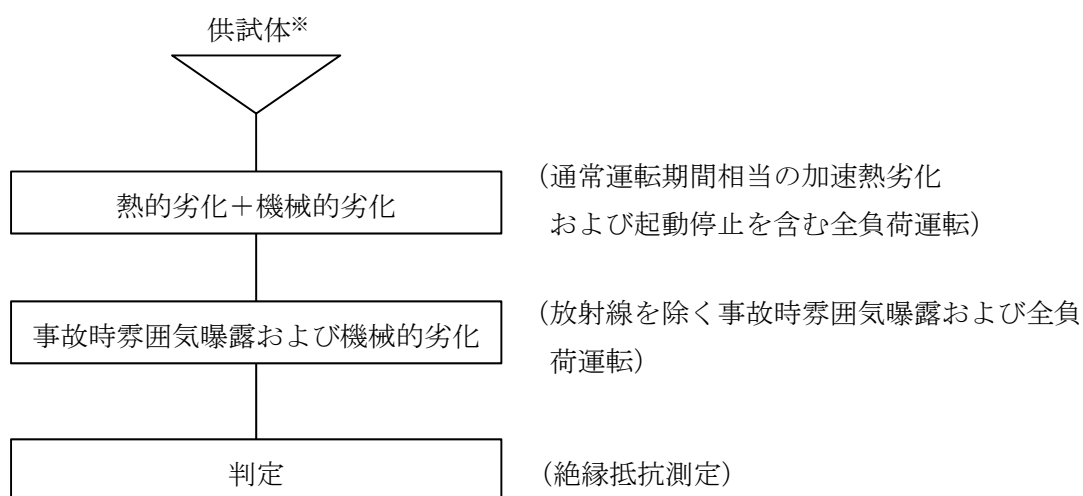 供試体※
熱的劣化＋機械的劣化
（通常運転期間相当の加速熱劣化
および起動停止を含む全負荷運転）
事故時雰囲気曝露および機械的劣化
（放射線を除く事故時雰囲気曝露および全負
荷運転）
判定
（絶縁抵抗測定）